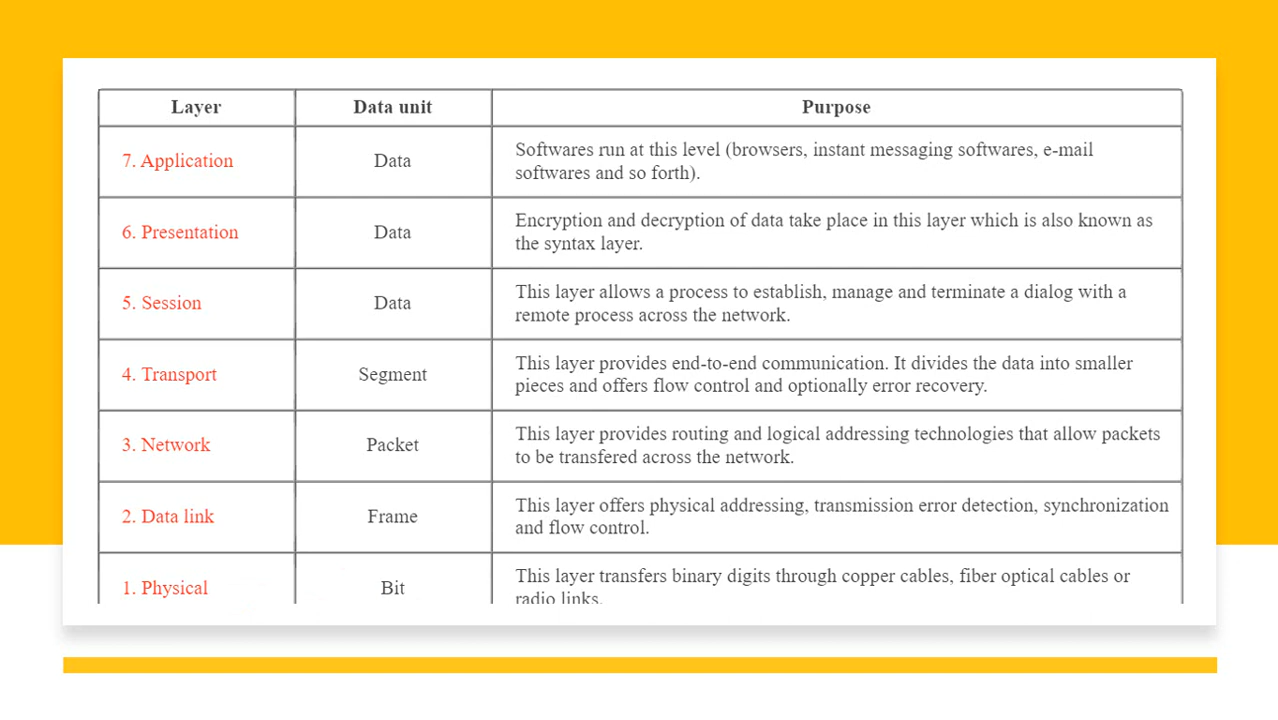 Layer Data unit Purpose
7. Application Data Softwares run at this level (browsers, instant messaging softwares, e-mail
softwares and so forth).
6. Presentation Data Encryption and decryption of data take place in this layer which is also known as
the syntax layer.
5. Session Data This layer allows a process to establish, manage and terminate a dialog with a
remote process across the network.
4. Transport Segment This layer provides end-to-end communication. It divides the data into smaller
pieces and offers flow control and optionally error recovery.
3. Network Packet This layer provides routing and logical addressing technologies that allow packets
to be transfered across the network.
2. Data link Frame This layer offers physical addressing, transmission error detection, synchronization
and flow control.
1. Physical Bit This layer transfers binary digits through copper cables, fiber optical cables or
radio links.